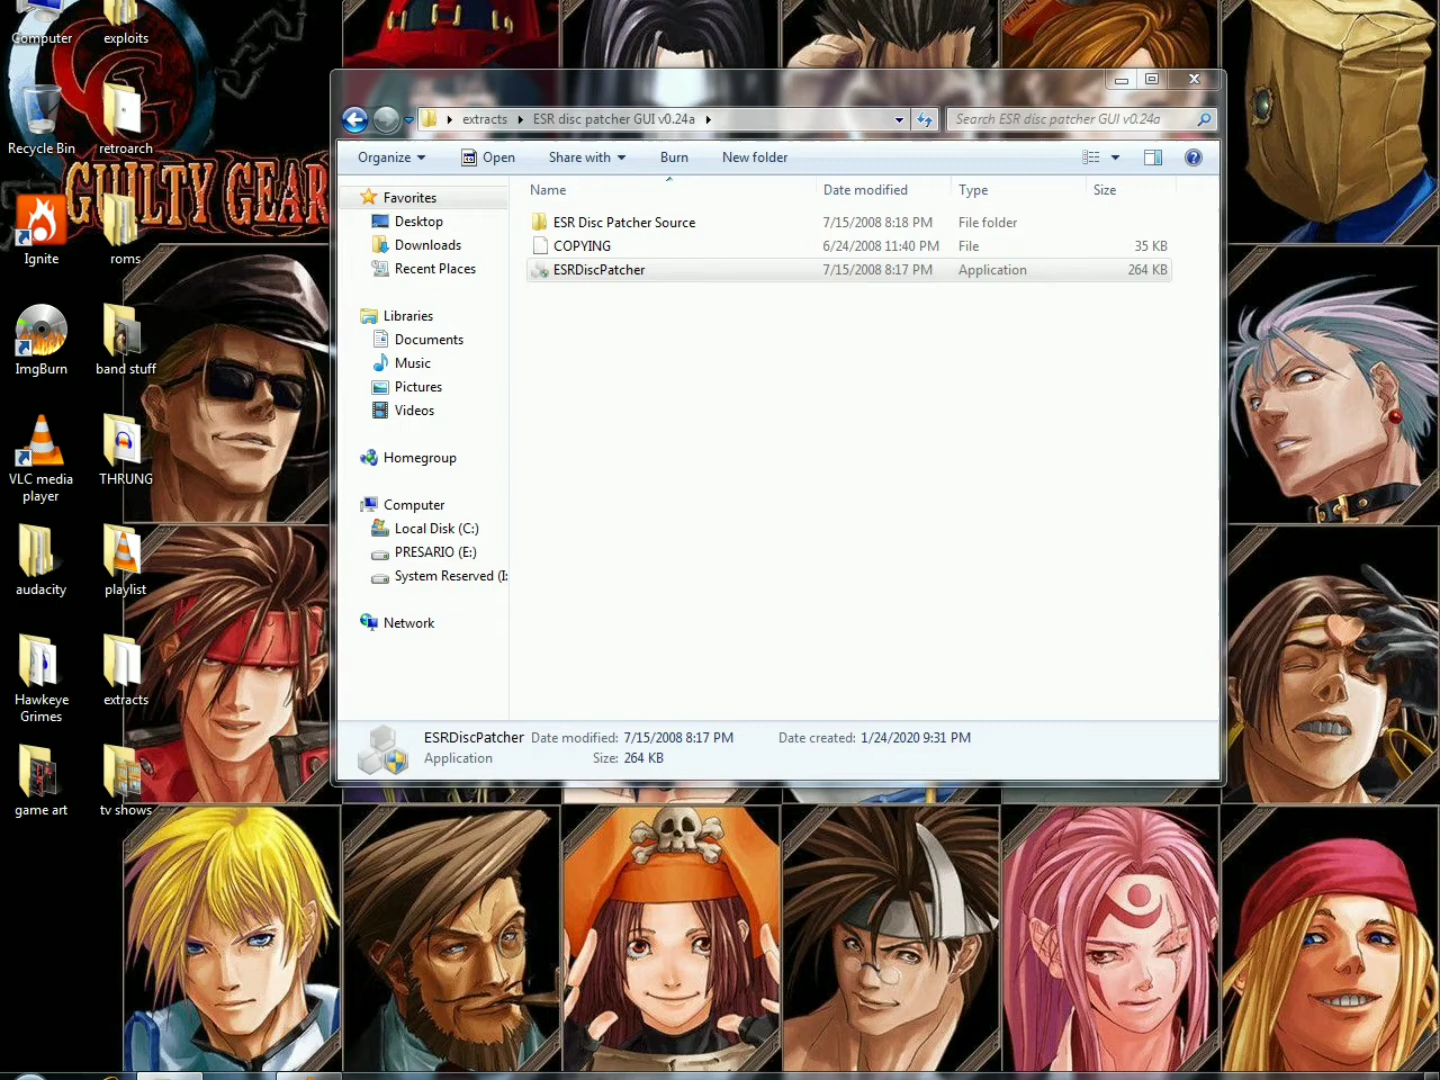 Computer
exploits
Recycle Bin
retroarch
GUILTY GEAR
Ignite
roms
ImgBurn
band stuff
VLC media
player
THRUNG
audacity
playlist
Hawkeye
Grimes
extracts
game art
tv shows
extracts ESR disc patcher GUI v0.24a
Search ESR disc patcher GUI v0.24a
Organize Open Share with Burn New folder
Favorites
Desktop
Downloads
Recent Places
Libraries
Documents
Music
Pictures
Videos
Homegroup
Computer
Local Disk (C:)
PRESARIO (E:)
System Reserved (I:
Network
Name Date modified Type Size
ESR Disc Patcher Source 7/15/2008 8:18 PM File folder
COPYING 6/24/2008 11:40 PM File 35 KB
ESRDiscPatcher 7/15/2008 8:17 PM Application 264 KB
ESRDiscPatcher Date modified: 7/15/2008 8:17 PM Date created: 1/24/2020 9:31 PM
Application Size: 264 KB